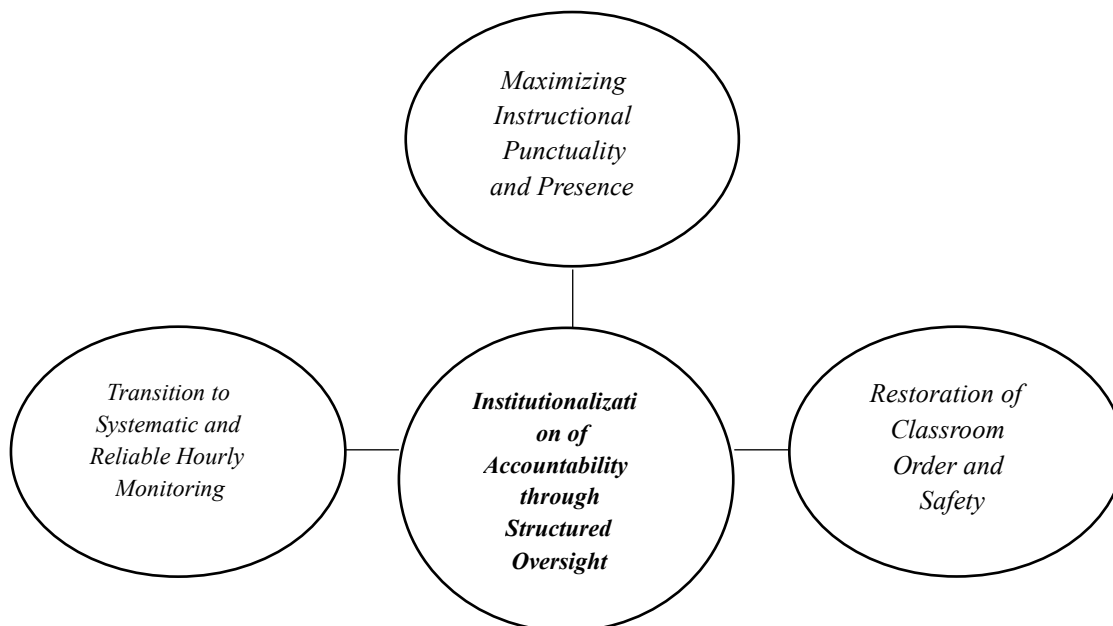 Maximizing
Instructional
Punctuality
and Presence
Transition to
Systematic and
Reliable Hourly
Monitoring
Institutionalizati
on of
Accountability
through
Structured
Oversight
Restoration of
Classroom
Order and
Safety